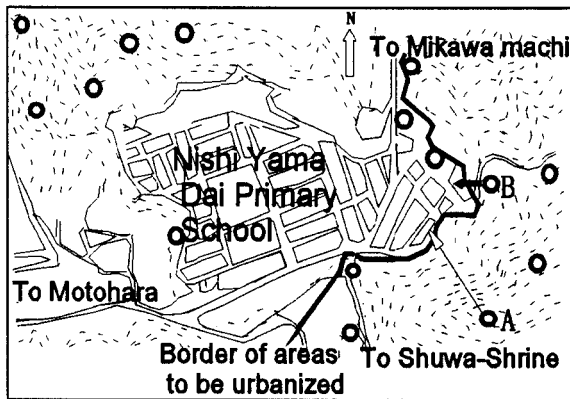 N
To Mikawa machi
Nishi Yama
Dai Primary
School
B
To Motohara
A
Border of areas
to be urbanized
To Shuwa-Shrine